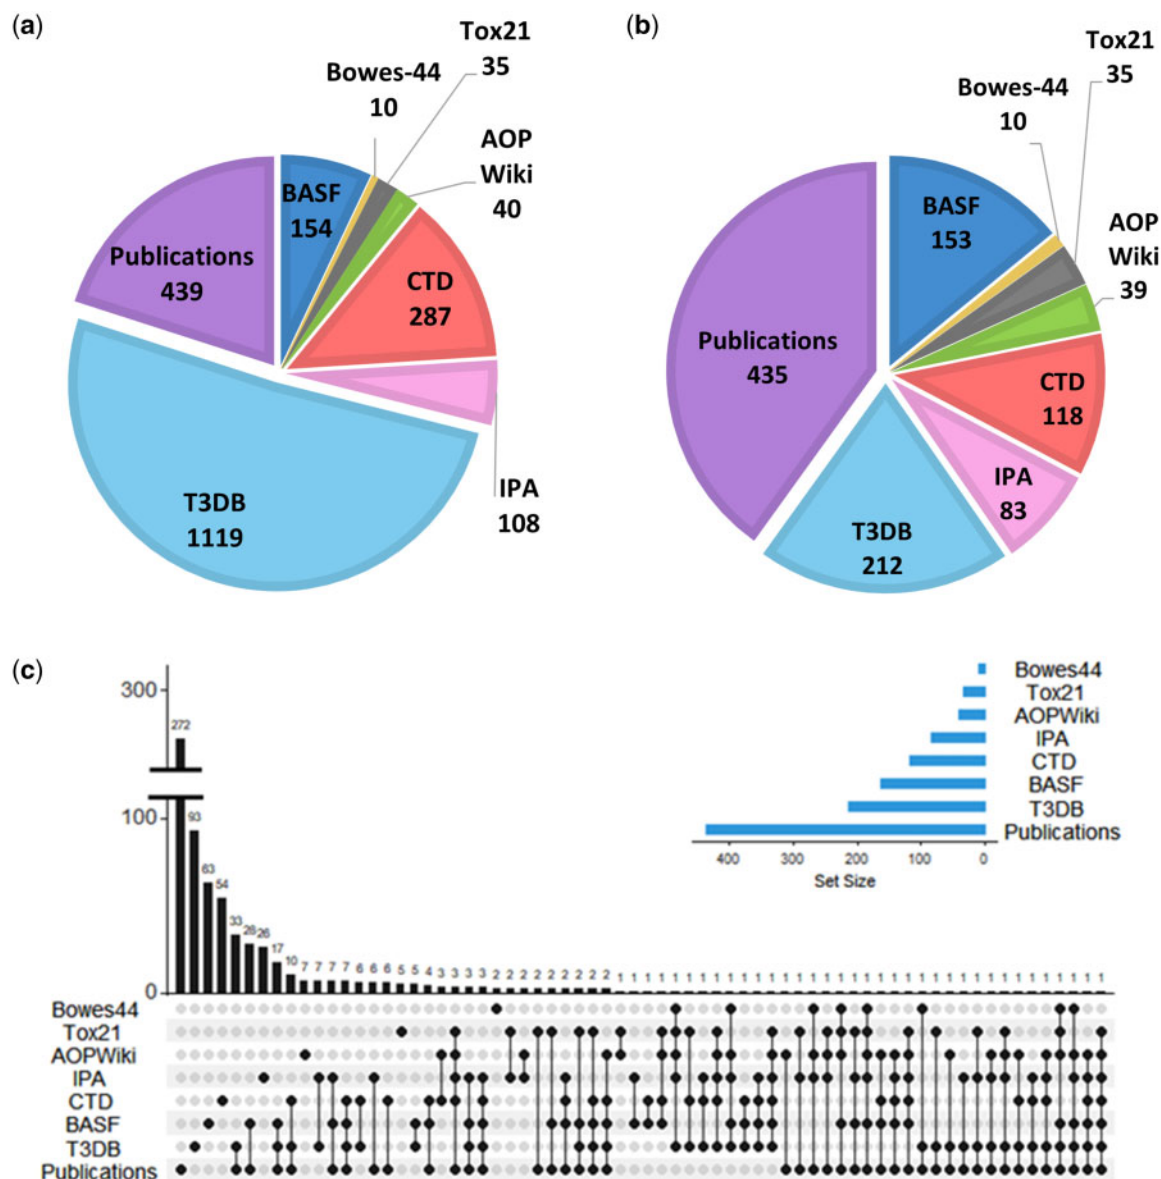 (a)
Tox21
35
Bowes-44
10
AOP
Wiki
40
BASF
154
Publications
439
CTD
287
T3DB
1119
IPA
108
(b)
Tox21
35
Bowes-44
10
AOP
Wiki
39
BASF
153
Publications
435
CTD
118
IPA
83
T3DB
212
(c)
300
272
100
93
63
54
33
28 26
17
10
7 7 7 7 6 6 6 5 5 4 3 3 3 3 2 2 2 2 2 2 2 2 2 1 1 1 1 1 1 1 1 1 1 1 1 1 1 1 1 1 1 1 1 1 1 1 1 1 1 1 1 1 1 1 1 1 1 1 1
0
Bowes44
Tox21
AOPWiki
IPA
CTD
BASF
T3DB
Publications
400 300 200 100 0
Set Size
Bowes44
Tox21
AOPWiki
IPA
CTD
BASF
T3DB
Publications